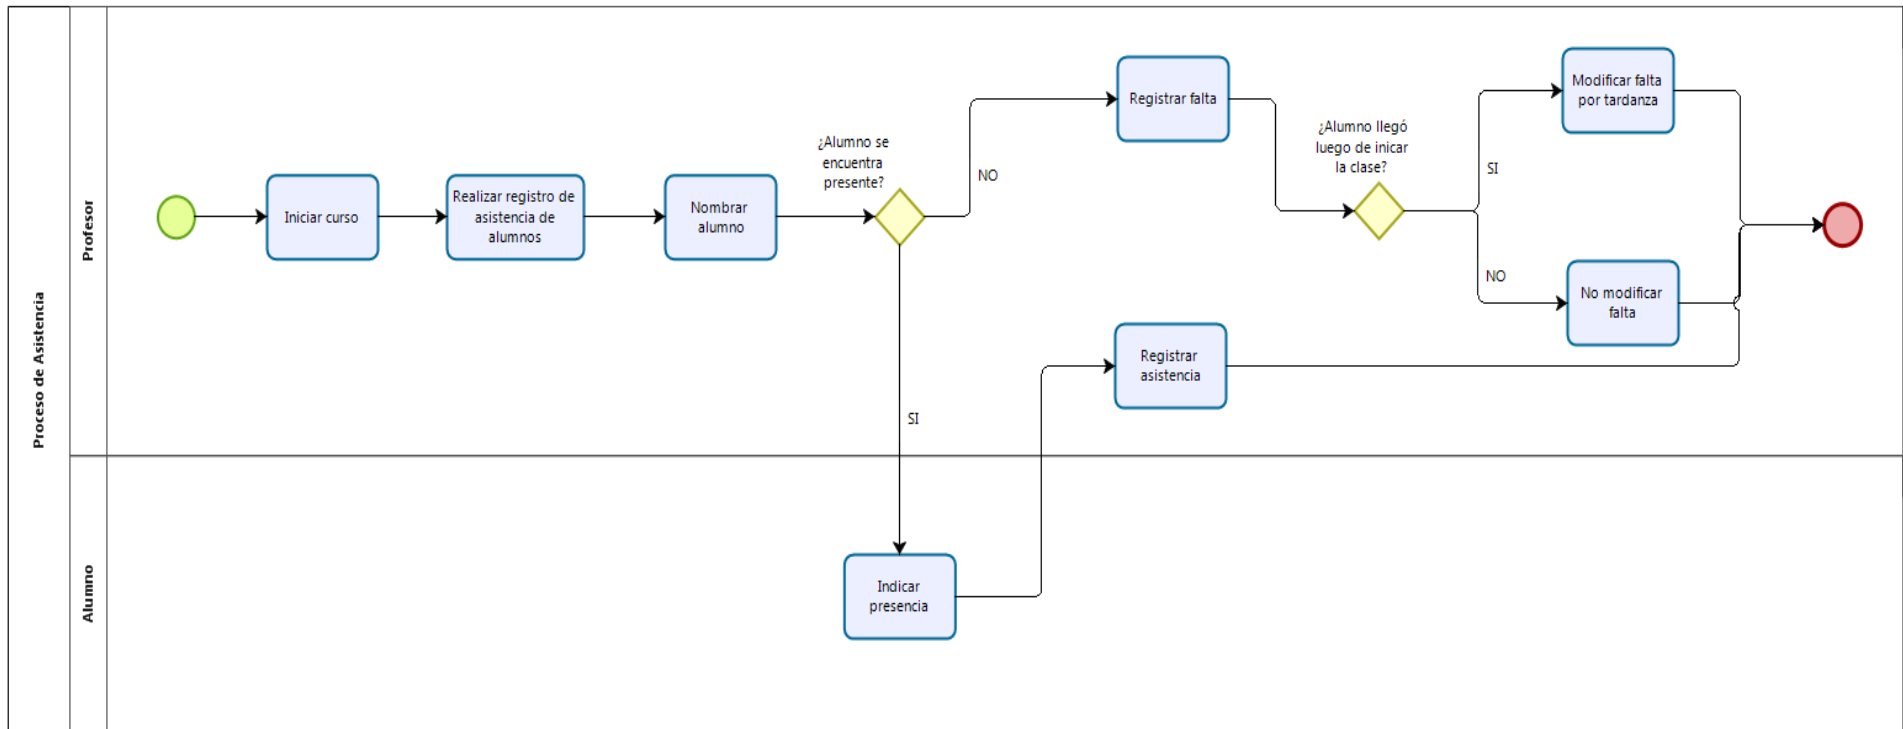 Proceso de Asistencia
Profesor
Iniciar curso
Realizar registro de
asistencia de
alumnos
Nombrar
alumno
¿Alumno se
encuentra
presente?
NO
SI
Registrar falta
¿Alumno llegó
luego de inicar
la clase?
SI
NO
Modificar falta
por tardanza
No modificar
falta
Registrar
asistencia
Alumno
Indicar
presencia